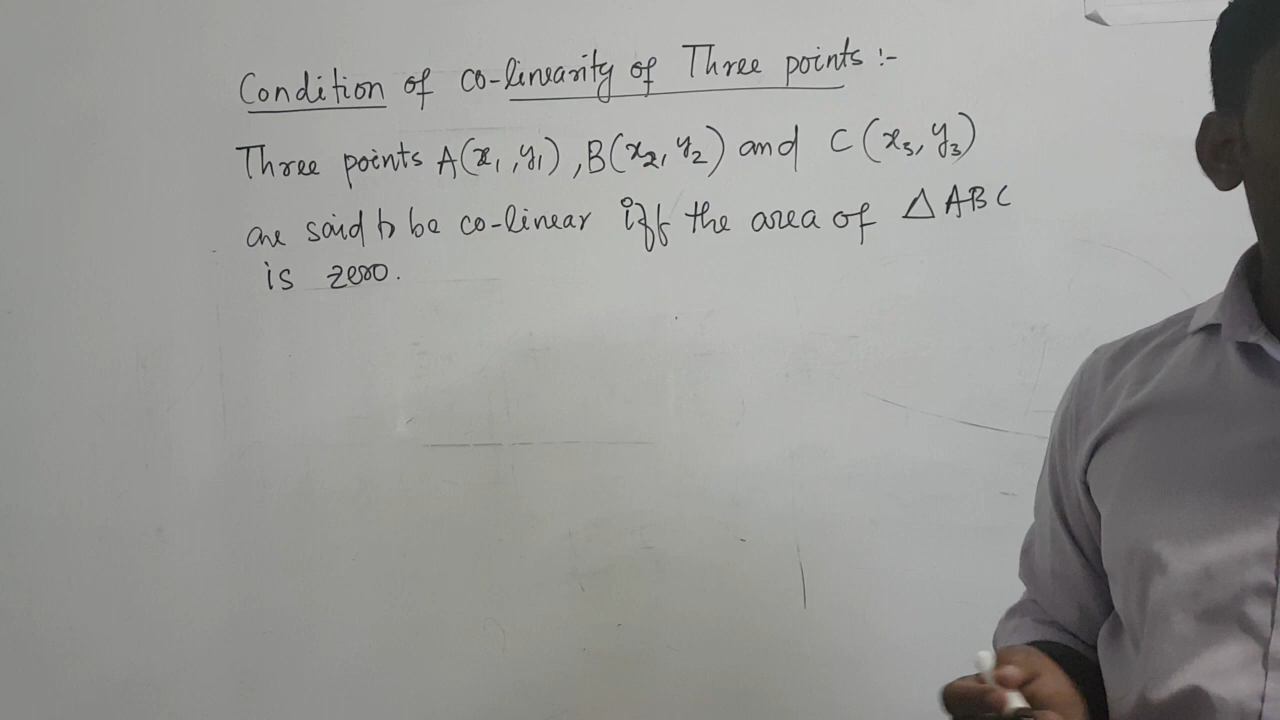 Condition of co-linearity of Three points :-
Three points A(x₁, y₁), B(x₂, y₂) and C(x₃, y₃)
are said to be co-linear iff the area of △ABC
is zero.